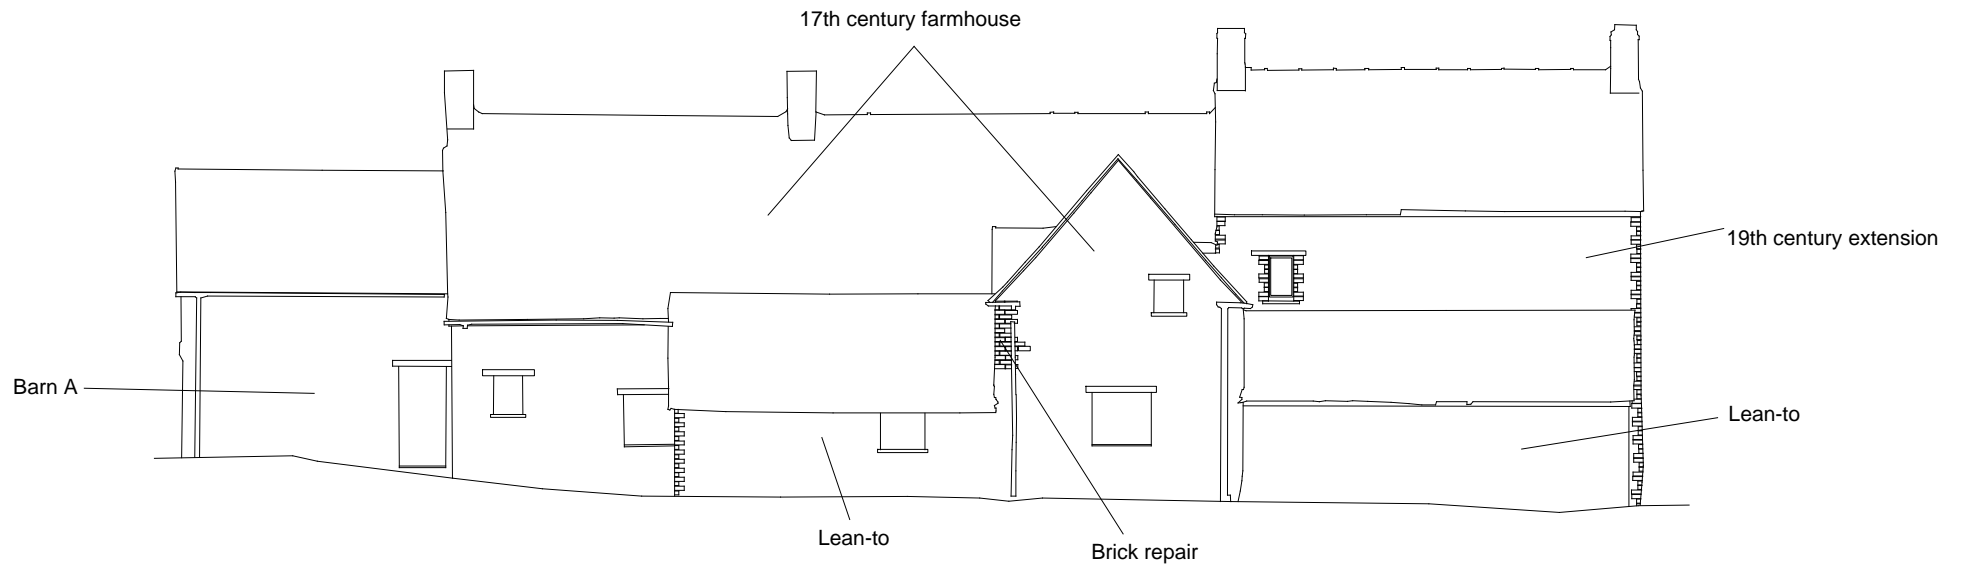 17th century farmhouse
19th century extension
Barn A
Lean-to
Lean-to
Brick repair